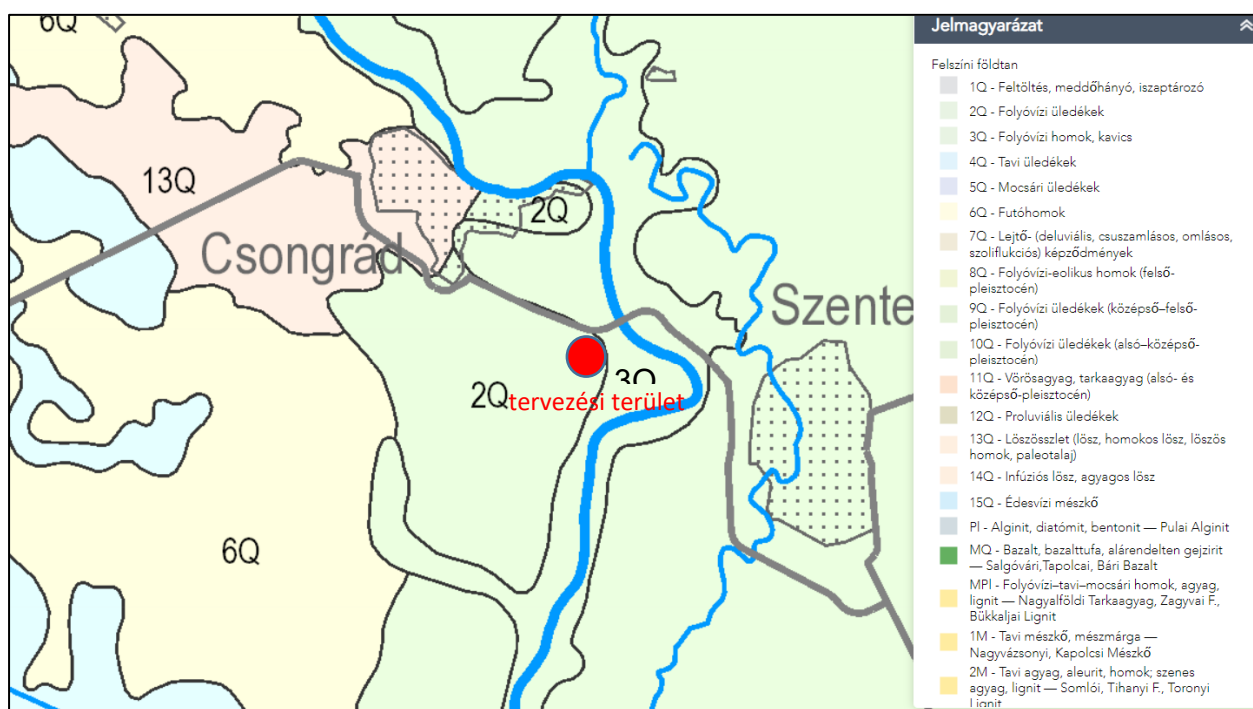 6Q
13Q
Csongrád
2Q
Szente
2Q
3Q
tervezési terület
6Q
Jelmagyarázat
Felszíni földtan
1Q - Feltöltés, meddőhányó, iszaptározó
2Q - Folyóvízi üledékek
3Q - Folyóvízi homok, kavics
4Q - Tavi üledékek
5Q - Mocsári üledékek
6Q - Futóhomok
7Q - Lejtő- (deluviális, csuszamlásos, omlásos,
szoliflukciós) képződmények
8Q - Folyóvízi-eolikus homok (felső-
pleisztocén)
9Q - Folyóvízi üledékek (középső–felső-
pleisztocén)
10Q - Folyóvízi üledékek (alsó–középső-
pleisztocén)
11Q - Vörösagyag, tarkaagyag (alsó- és
középső-pleisztocén)
12Q - Proluviális üledékek
13Q - Löszösszlet (lösz, homokos lösz, löszös
homok, paleotalaj)
14Q - Infúziós lösz, agyagos lösz
15Q - Édesvízi mészkő
Pl - Alginit, diatómit, bentonit — Pulai Alginit
MQ - Bazalt, bazalttufa, alárendelten gejzirit
— Salgóvári,Tapolcai, Bári Bazalt
MPl - Folyóvízi–tavi–mocsári homok, agyag,
lignit — Nagyalföldi Tarkaagyag, Zagyvai F.,
Bükkaljai Lignit
1M - Tavi mészkő, mészmárga —
Nagyvázsonyi, Kapolcsi Mészkő
2M - Tavi agyag, aleurit, homok; szenes
agyag, lignit — Somlói, Tihanyi F., Toronyi
Lignit